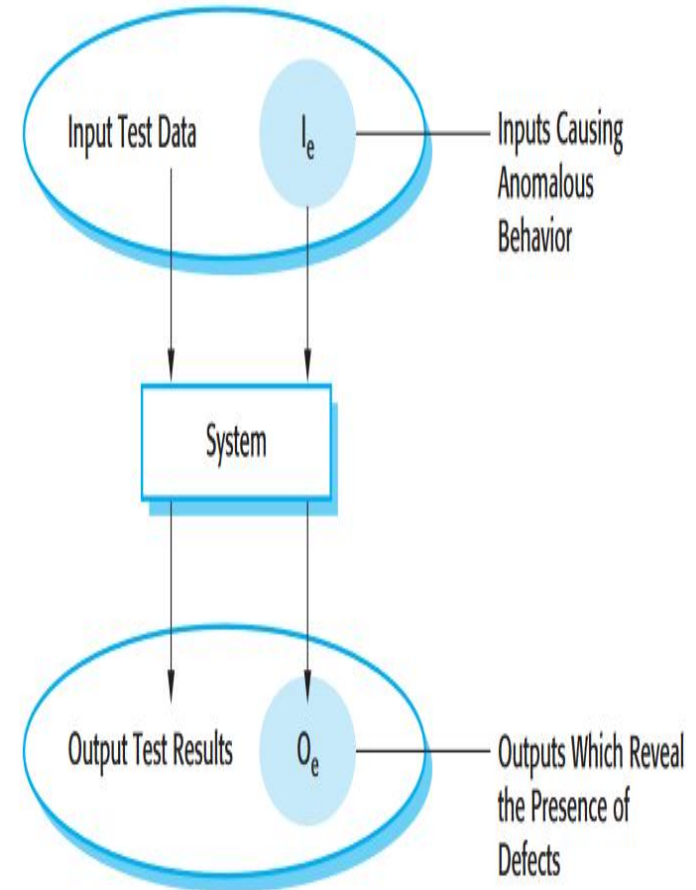 Input Test Data
Iₑ
Inputs Causing
Anomalous
Behavior
System
Output Test Results
Oₑ
Outputs Which Reveal
the Presence of
Defects